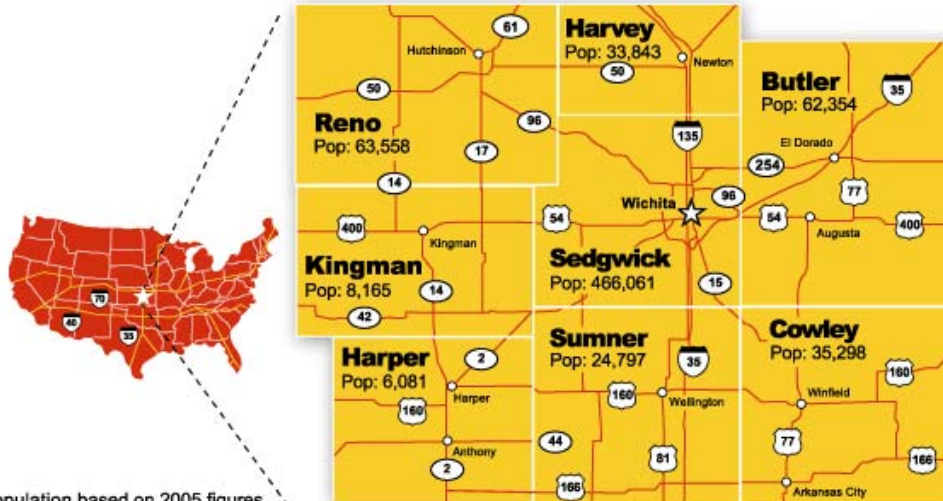 61
Hutchinson
Harvey
Pop: 33,843
Newton
50
Butler
Pop: 62,354
35
50
Reno
Pop: 63,558
96
135
El Dorado
17
254
14
96
77
Wichita
400
Kingman
54
54
Augusta
400
Kingman
Pop: 8,165
Sedgwick
Pop: 466,061
14
15
70
40
35
42
Harper
Pop: 6,081
2
Sumner
Pop: 24,797
35
Cowley
Pop: 35,298
160
Harper
160
Wellington
Winfield
160
Anthony
44
81
77
166
2
166
Arkansas City
opulation based on 2005 figures